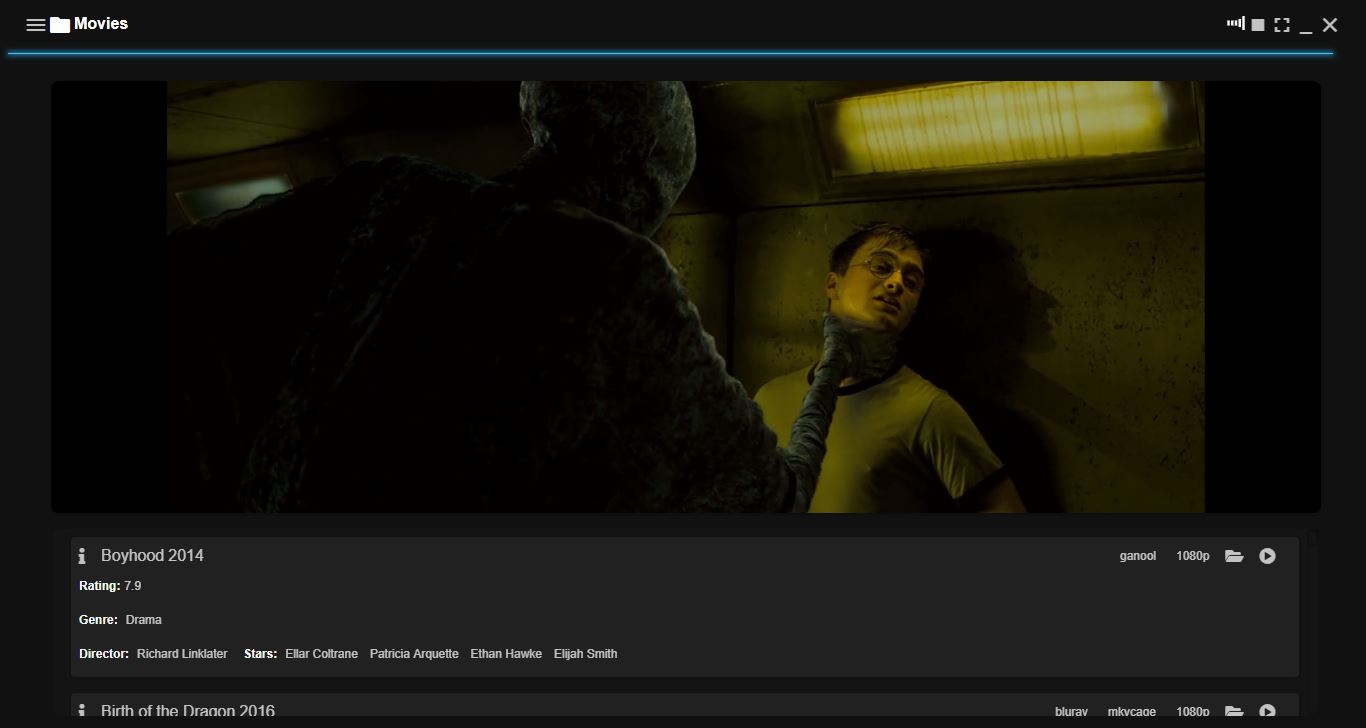 Movies
Boyhood 2014 ganool 1080p
Rating: 7.9
Genre: Drama
Director: Richard Linklater Stars: Ellar Coltrane Patricia Arquette Ethan Hawke Elijah Smith
Birth of the Dragon 2016 bluray mkvcage 1080p